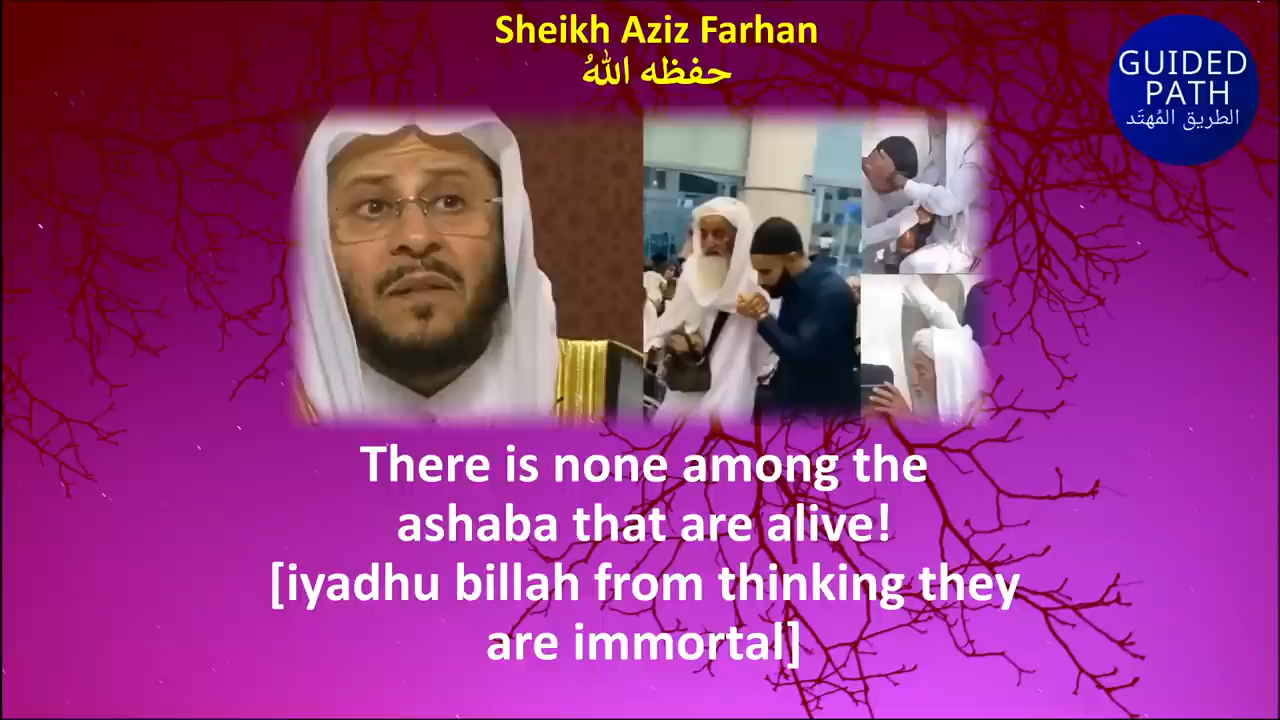 Sheikh Aziz Farhan
حفظه اللهُ
GUIDED
PATH
الطريق المُهتَد
There is none among the
ashaba that are alive!
[iyadhu billah from thinking they
are immortal]